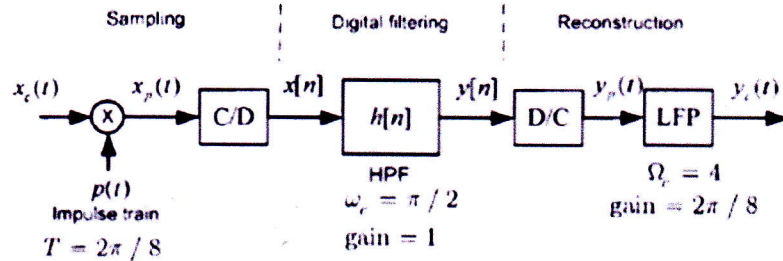 Sampling Digital filtering Reconstruction
x_c(t) x_p(t) x[n] y[n] y_p(t) y_c(t)
× C/D h[n] D/C LFP
p(t) HPF Ω_c = 4
Impulse train ω_c = π / 2 gain = 2π / 8
T = 2π / 8 gain = 1